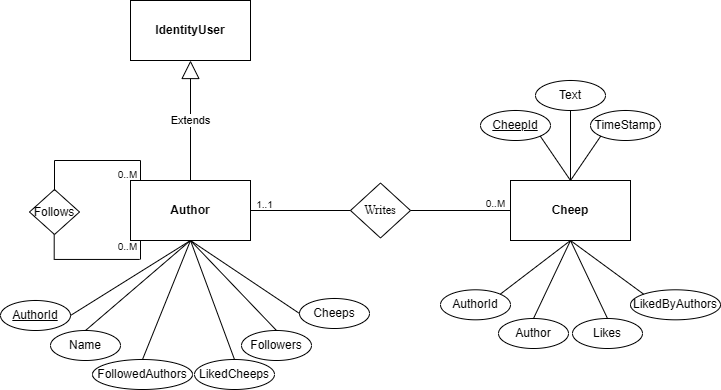 IdentityUser
Extends
Text
CheepId
TimeStamp
0..M
Follows
Author
1..1
Writes
0..M
Cheep
0..M
AuthorId
Name
FollowedAuthors
LikedCheeps
Followers
Cheeps
AuthorId
Author
Likes
LikedByAuthors